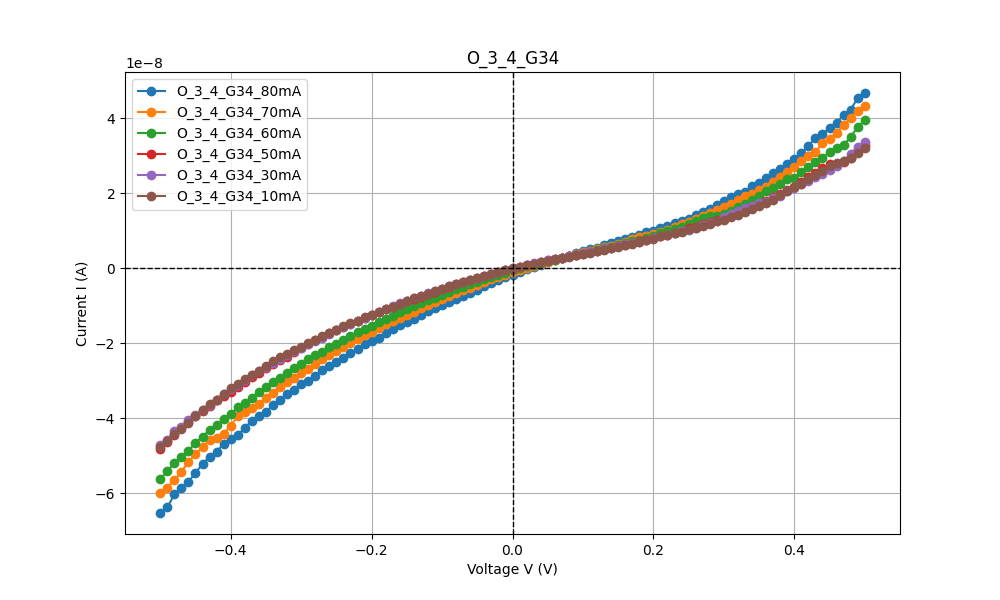 O_3_4_G34
1e−8
O_3_4_G34_80mA
O_3_4_G34_70mA
O_3_4_G34_60mA
O_3_4_G34_50mA
O_3_4_G34_30mA
O_3_4_G34_10mA
4
2
0
−2
−4
−6
Current I (A)
−0.4 −0.2 0.0 0.2 0.4
Voltage V (V)